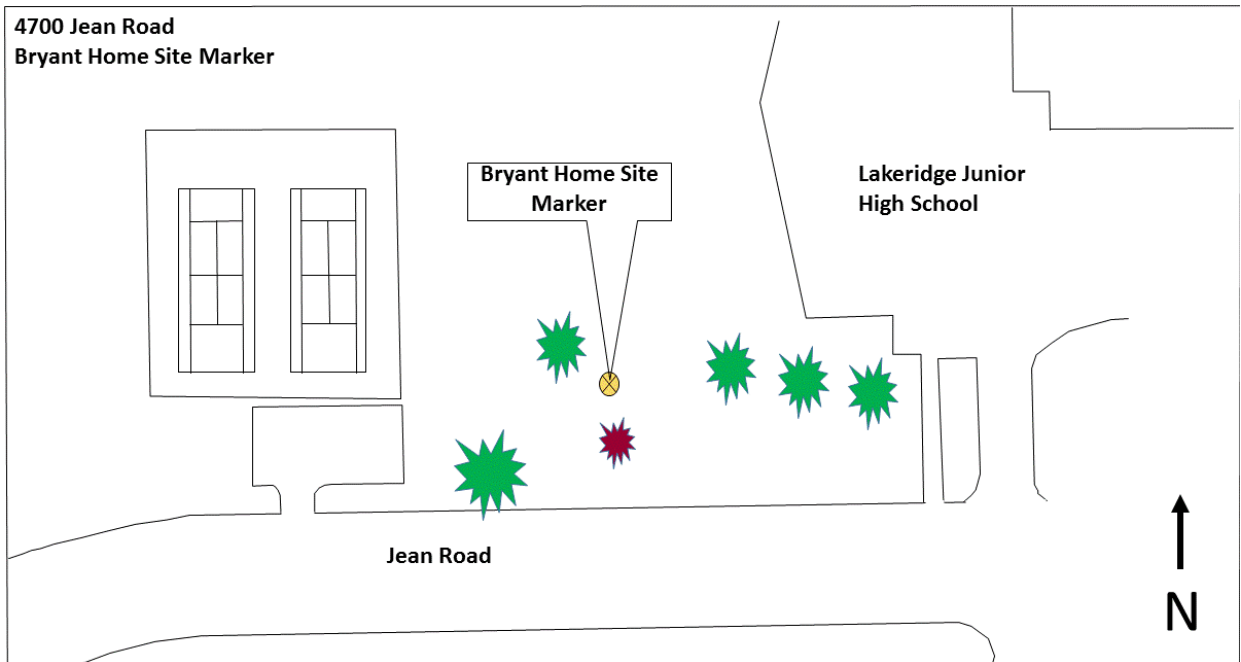 4700 Jean Road
Bryant Home Site Marker
Bryant Home Site
Marker
Lakeridge Junior
High School
Jean Road
N